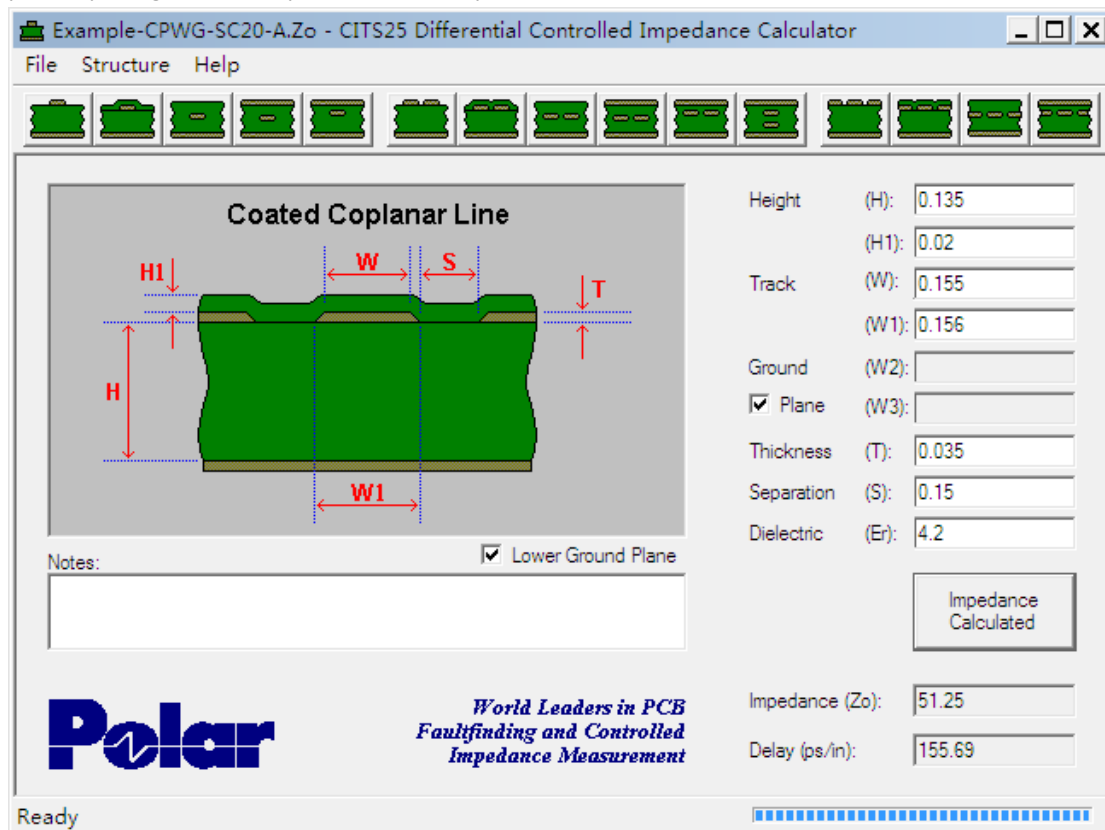 Example-CPWG-SC20-A.Zo - CITS25 Differential Controlled Impedance Calculator
File Structure Help
Coated Coplanar Line
H1
W
S
T
H
W1
Height (H): 0.135
(H1): 0.02
Track (W): 0.155
(W1): 0.156
Ground (W2):
Plane (W3):
Thickness (T): 0.035
Separation (S): 0.15
Dielectric (Er): 4.2
Notes:
Lower Ground Plane
Impedance
Calculated
Polar
World Leaders in PCB
Faultfinding and Controlled
Impedance Measurement
Impedance (Zo): 51.25
Delay (ps/in): 155.69
Ready